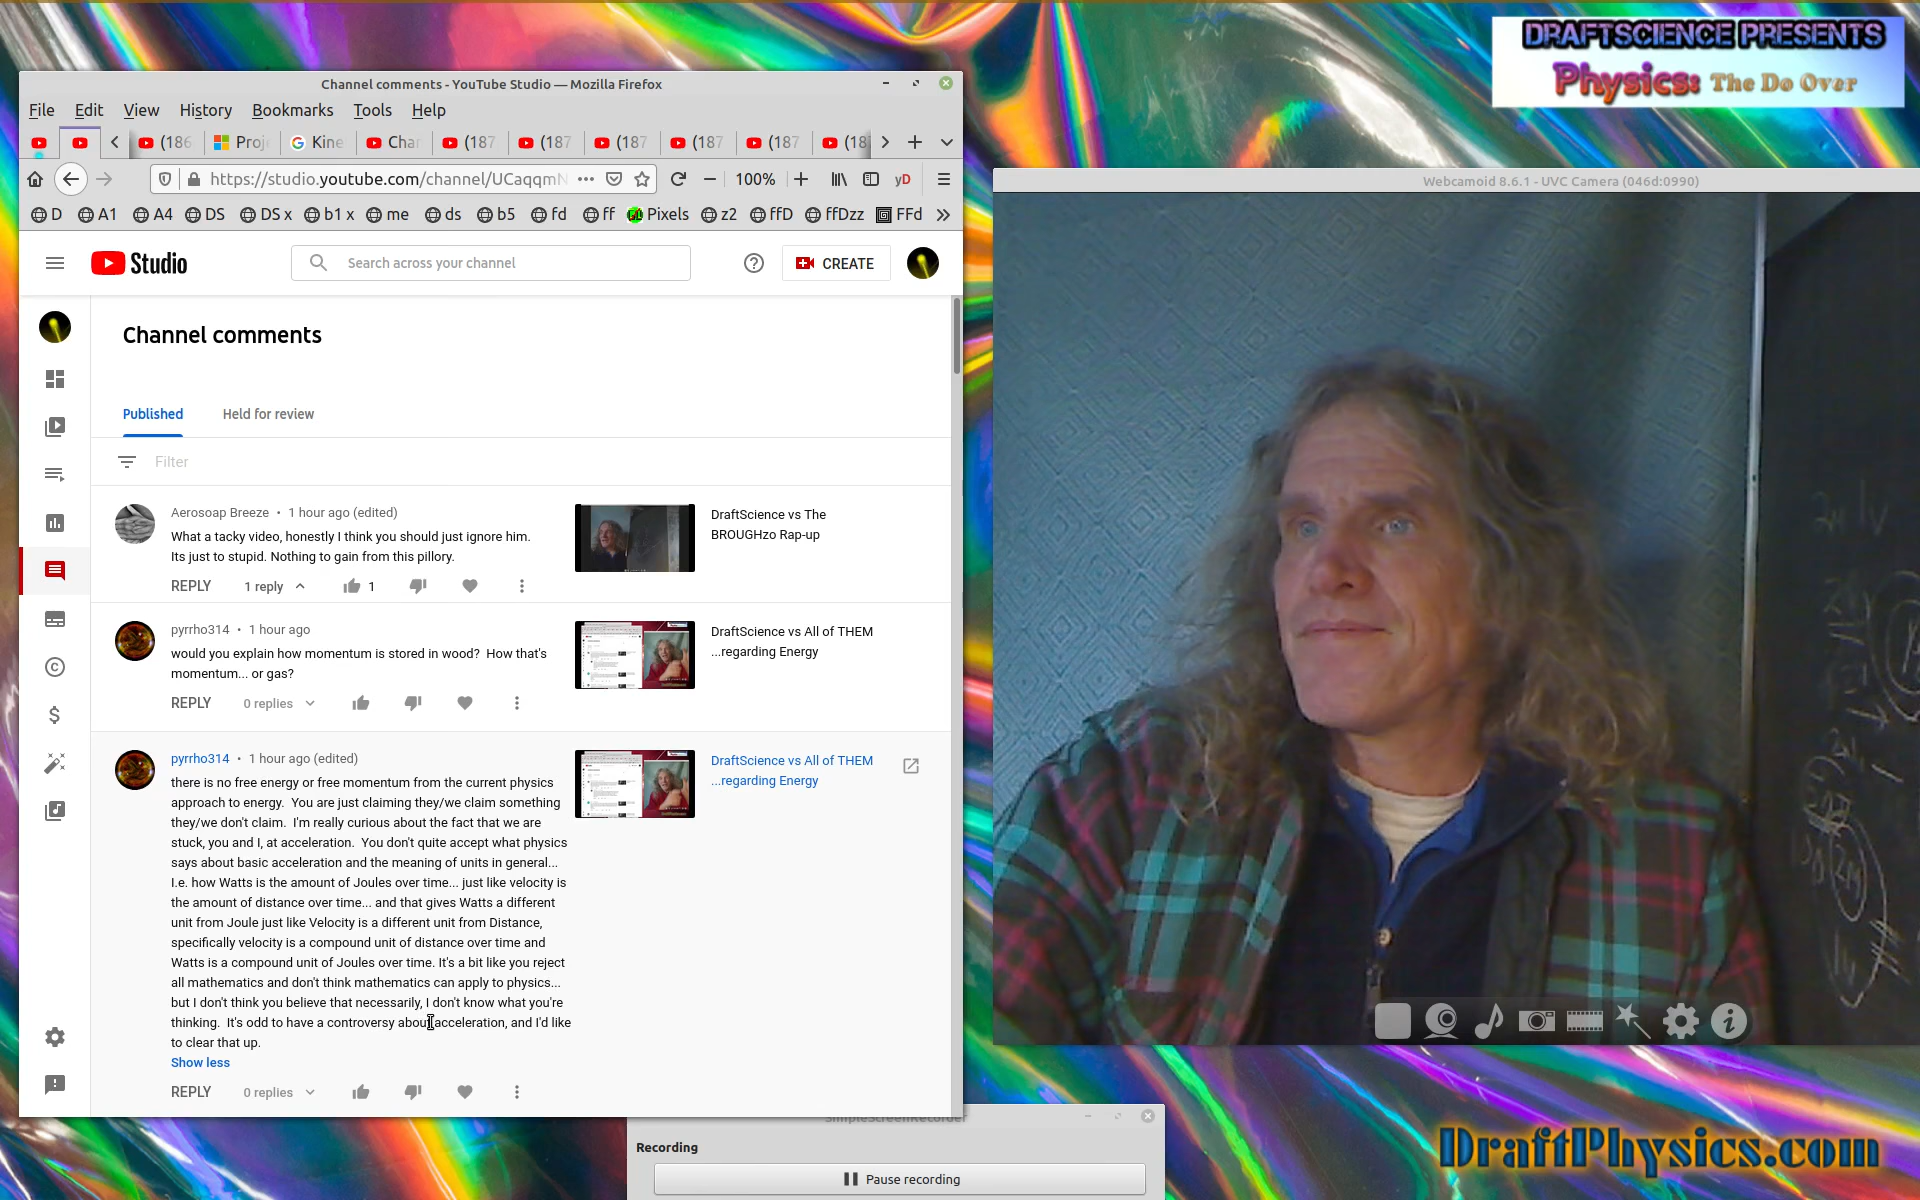 DRAFTSCIENCE PRESENTS
Physics: The Do Over
Channel comments - YouTube Studio — Mozilla Firefox
File Edit View History Bookmarks Tools Help
(186 Proj Kine Chan (187 (187 (187 (187 (187 (18
https://studio.youtube.com/channel/UCaqqmN 100% yD
D A1 A4 DS DS x b1 x me ds b5 fd ff Pixels z2 ffD ffDzz FFd
Studio
Search across your channel
CREATE
Channel comments
Published Held for review
Filter
Aerosoap Breeze • 1 hour ago (edited)
What a tacky video, honestly I think you should just ignore him.
Its just to stupid. Nothing to gain from this pillory.
REPLY 1 reply 1
DraftScience vs The
BROUGHzo Rap-up
pyrrho314 • 1 hour ago
would you explain how momentum is stored in wood? How that's
momentum... or gas?
REPLY 0 replies
DraftScience vs All of THEM
...regarding Energy
pyrrho314 • 1 hour ago (edited)
there is no free energy or free momentum from the current physics
approach to energy. You are just claiming they/we claim something
they/we don't claim. I'm really curious about the fact that we are
stuck, you and I, at acceleration. You don't quite accept what physics
says about basic acceleration and the meaning of units in general...
I.e. how Watts is the amount of Joules over time... just like velocity is
the amount of distance over time... and that gives Watts a different
unit from Joule just like Velocity is a different unit from Distance,
specifically velocity is a compound unit of distance over time and
Watts is a compound unit of Joules over time. It's a bit like you reject
all mathematics and don't think mathematics can apply to physics...
but I don't think you believe that necessarily, I don't know what you're
thinking. It's odd to have a controversy about acceleration, and I'd like
to clear that up.
Show less
REPLY 0 replies
DraftScience vs All of THEM
...regarding Energy
Webcamoid 8.6.1 - UVC Camera (046d:0990)
SimpleScreenRecorder
Recording
Pause recording
DraftPhysics.com